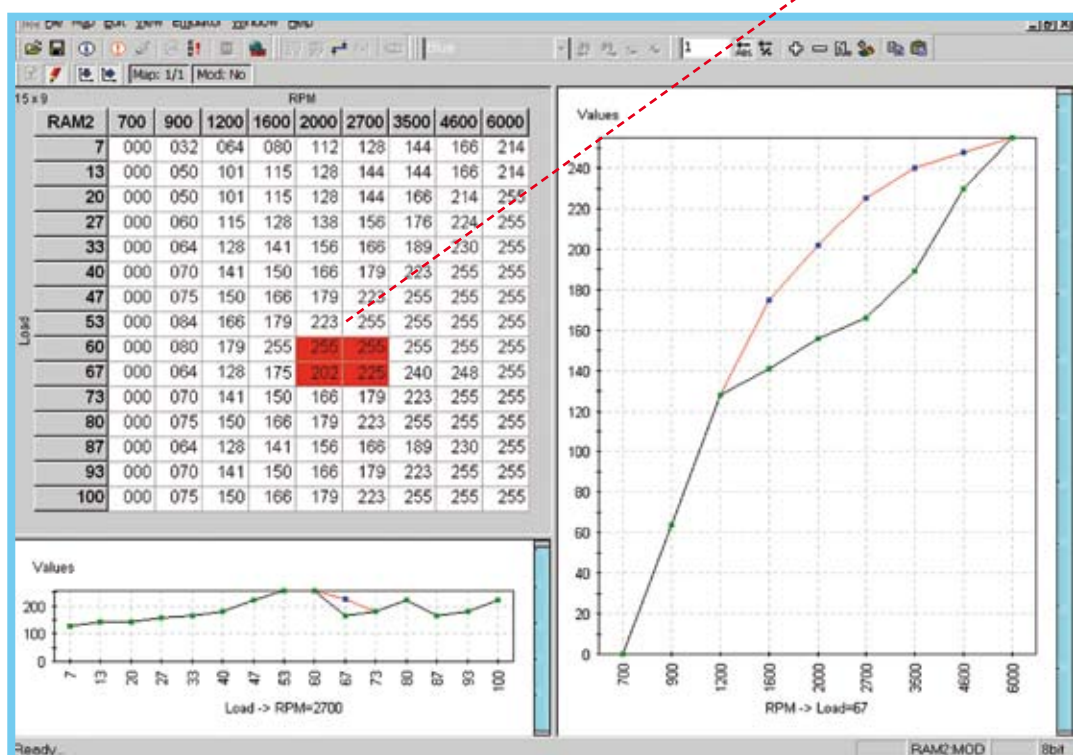 Map: 1/1 Mod: No
1
15 x 9
RPM
RAM2 700 900 1200 1600 2000 2700 3500 4600 6000
7 000 032 064 080 112 128 144 166 214
13 000 050 101 115 128 144 144 166 214
20 000 050 101 115 128 144 166 214 255
27 000 060 115 128 138 156 176 224 255
33 000 064 128 141 156 166 189 230 255
40 000 070 141 150 166 179 223 255 255
47 000 075 150 166 179 223 255 255 255
53 000 084 166 179 223 255 255 255 255
60 000 080 179 255 255 255 255 255 255
67 000 064 128 175 202 225 240 248 255
73 000 070 141 150 166 179 223 255 255
80 000 075 150 166 179 223 255 255 255
87 000 064 128 141 156 166 189 230 255
93 000 070 141 150 166 179 223 255 255
100 000 075 150 166 179 223 255 255 255
Load
Values
200
100
0
7 13 20 27 33 40 47 53 60 67 73 80 87 93 100
Load -> RPM=2700
Values
240
220
200
180
160
140
120
100
80
60
40
20
0
700 900 1200 1600 2000 2700 3500 4600 6000
RPM -> Load=67
Ready... RAM2:MOD 8bit